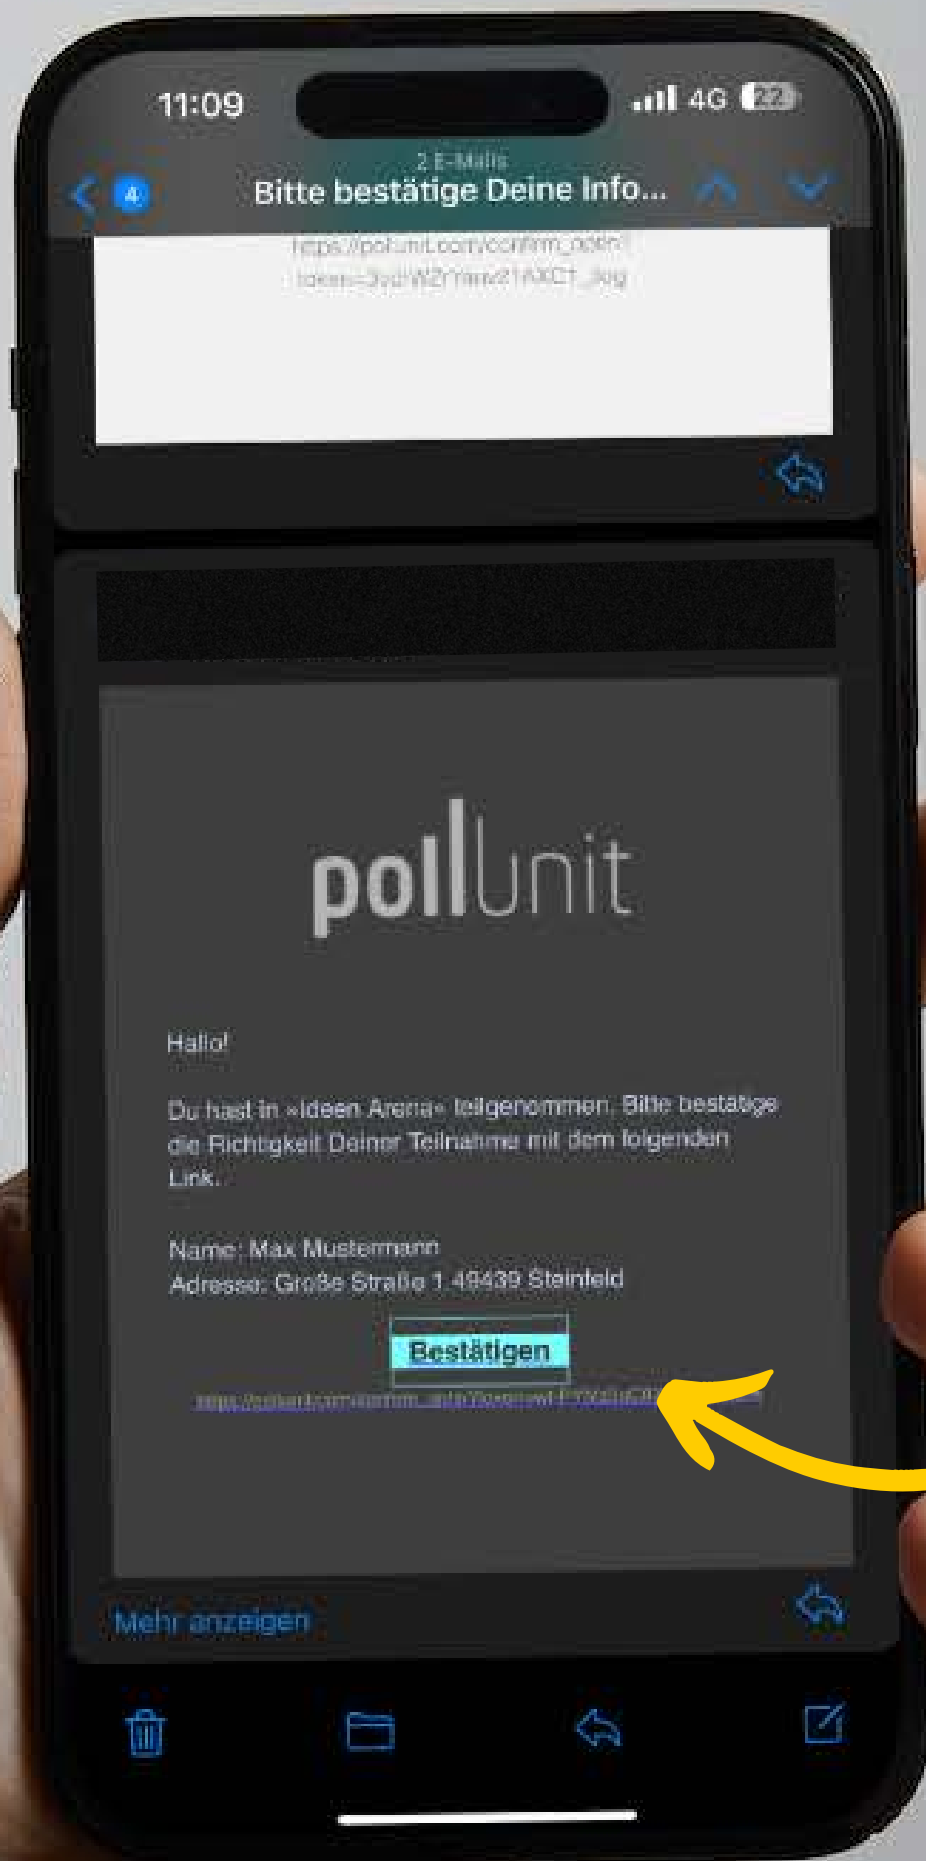 11:09
4G 22
2 E-Mails
4
Bitte bestätige Deine Info...
pollunit
Hallo!
Du hast in »Ideen Arena« teilgenommen. Bitte bestätige
die Richtigkeit Deiner Teilnahme mit dem folgenden
Link.
Name: Max Mustermann
Adresse: Große Straße 1 49439 Steinfeld
Bestätigen
Mehr anzeigen